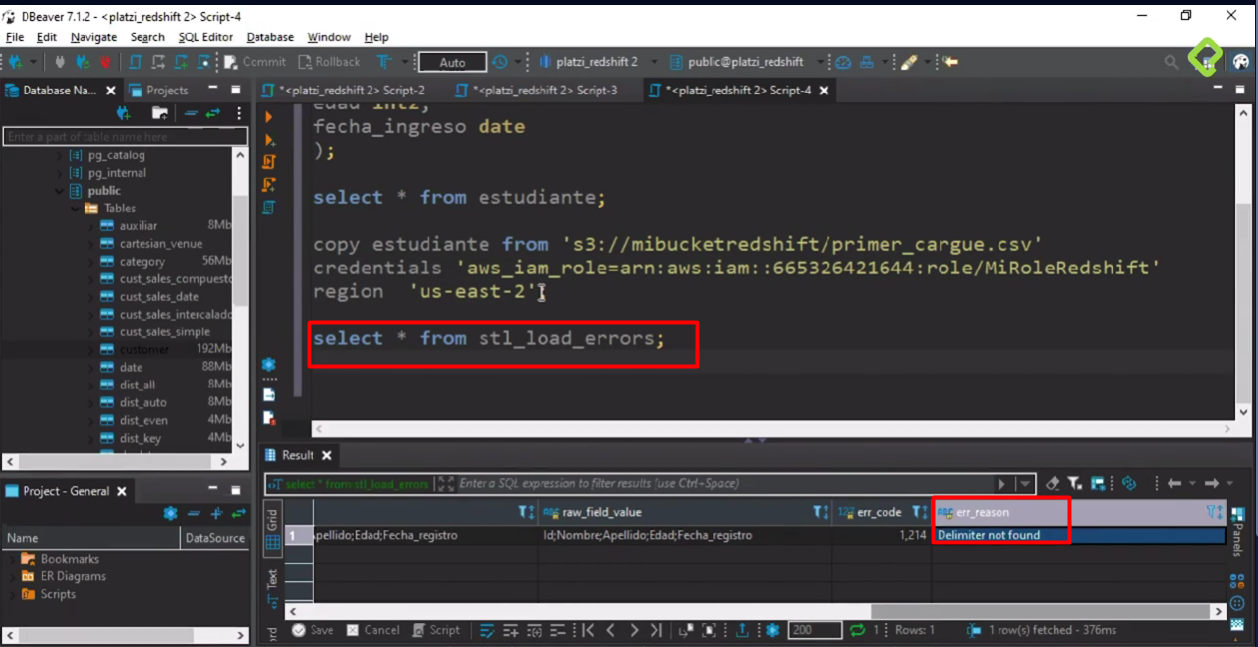 DBeaver 7.1.2 - <platzi_redshift 2> Script-4
File Edit Navigate Search SQL Editor Database Window Help
Commit Rollback Auto platzi_redshift 2 public@platzi_redshift
Database Na... Projects
*<platzi_redshift 2> Script-2 *<platzi_redshift 2> Script-3 *<platzi_redshift 2> Script-4
Enter a part of table name here
pg_catalog
pg_internal
public
Tables
auxiliar 8Mb
cartesian_venue
category 56Mb
cust_sales_compuesto
cust_sales_date
cust_sales_intercalado
cust_sales_simple
customer 192Mb
date 88Mb
dist_all 8Mb
dist_auto 8Mb
dist_even 4Mb
dist_key 4Mb
edad int2,
fecha_ingreso date
);
select * from estudiante;
copy estudiante from 's3://mibucketredshift/primer_cargue.csv'
credentials 'aws_iam_role=arn:aws:iam::665326421644:role/MiRoleRedshift'
region 'us-east-2'
select * from stl_load_errors;
Project - General
Name DataSource
Bookmarks
ER Diagrams
Scripts
Result
select * from stl_load_errors Enter a SQL expression to filter results (use Ctrl+Space)
Grid
Text
raw_field_value 123 err_code ABC err_reason
1 Apellido;Edad;Fecha_registro Id;Nombre;Apellido;Edad;Fecha_registro 1,214 Delimiter not found
Panels
Save Cancel Script 200 1 Rows: 1 1 row(s) fetched - 376ms